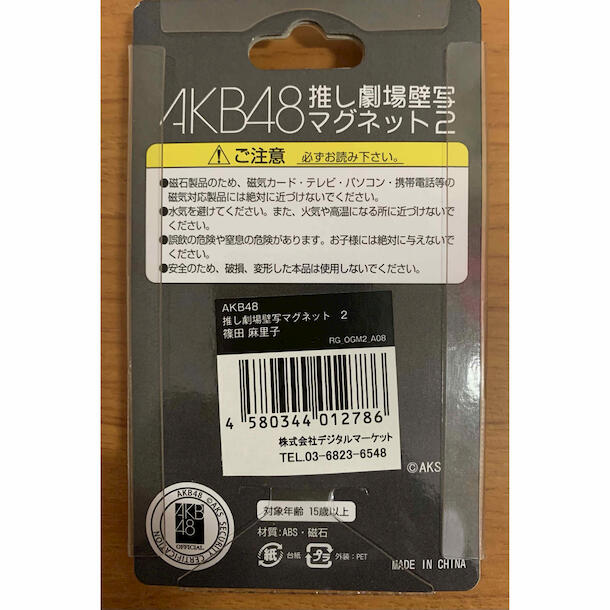 AKB48 推し劇場壁写
マグネット2
ご注意 必ずお読み下さい。
●磁石製品のため、磁気カード・テレビ・パソコン・携帯電話等の
磁気対応製品には絶対に近づけないでください。
●水気を避けてください。また、火気や高温になる所に近づけないで
ください。
●誤飲の危険や窒息の危険があります。お子様には絶対に与えないで
ください。
●安全のため、破損、変形した本品は使用しないでください。
AKB48
推し劇場壁写マグネット 2
篠田 麻里子
RG_OGM2_A08
4 580344 012786
株式会社デジタルマーケット
TEL.03-6823-6548
©AKS
AKB48 ©AKS SECURITY CERTIFICATION
AKB
48
OFFICIAL
対象年齢 15歳以上
材質:ABS・磁石
紙 台紙 プラ 外装:PET
MADE IN CHINA